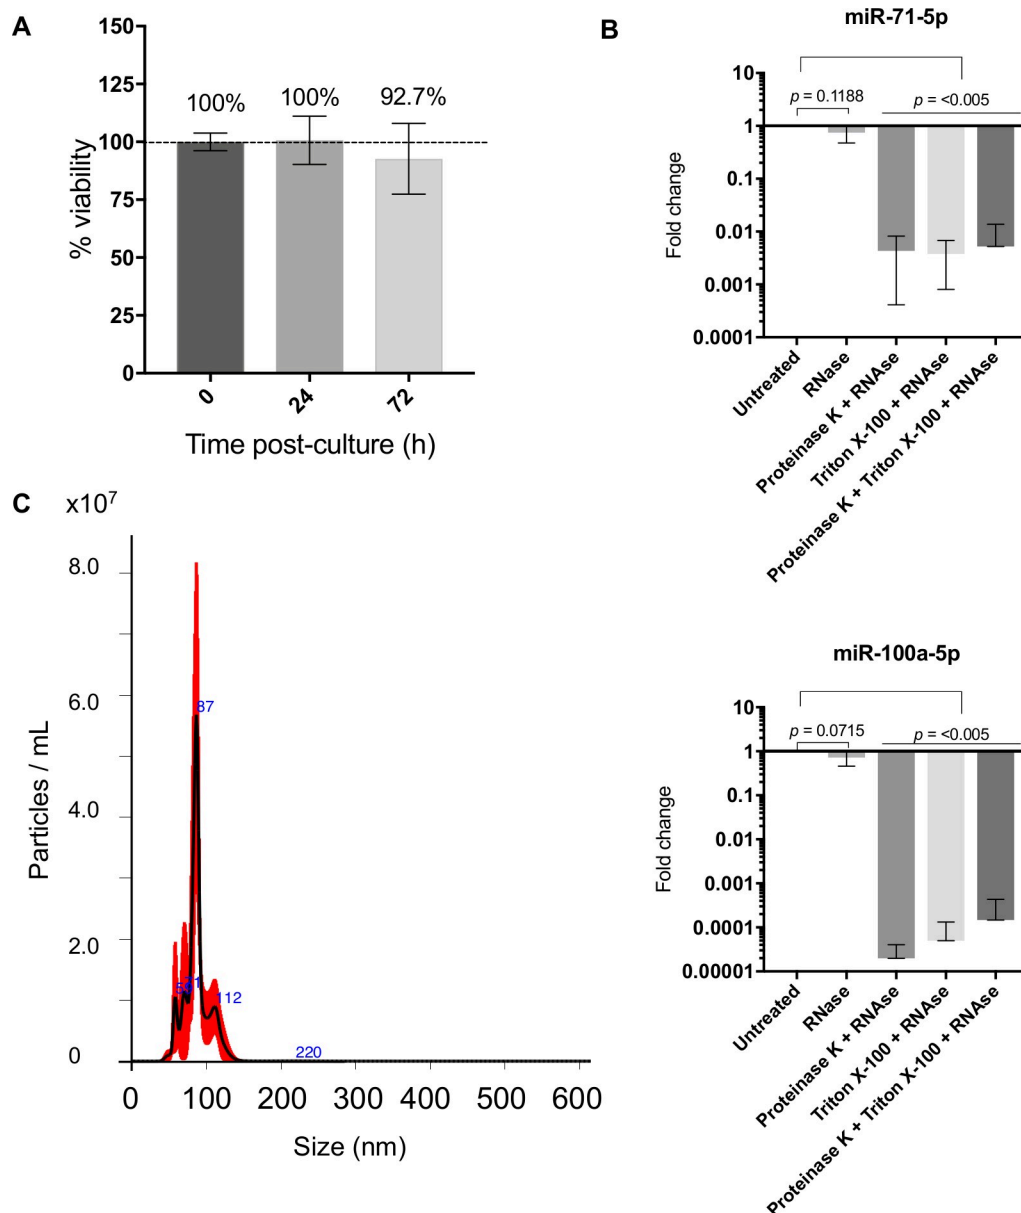 A
150
125
100
75
50
25
0
% viability
100%
100%
92.7%
0
24
72
Time post-culture (h)
B
miR-71-5p
10
1
0.1
0.01
0.001
0.0001
Fold change
p = 0.1188
p = <0.005
Untreated
RNase
Proteinase K + RNAse
Triton X-100 + RNAse
Proteinase K + Triton X-100 + RNAse
miR-100a-5p
10
1
0.1
0.01
0.001
0.0001
0.00001
Fold change
p = 0.0715
p = <0.005
Untreated
RNase
Proteinase K + RNAse
Triton X-100 + RNAse
Proteinase K + Triton X-100 + RNAse
C
x10⁷
8.0
6.0
4.0
2.0
0
Particles / mL
87
112
220
0
100
200
300
400
500
600
Size (nm)